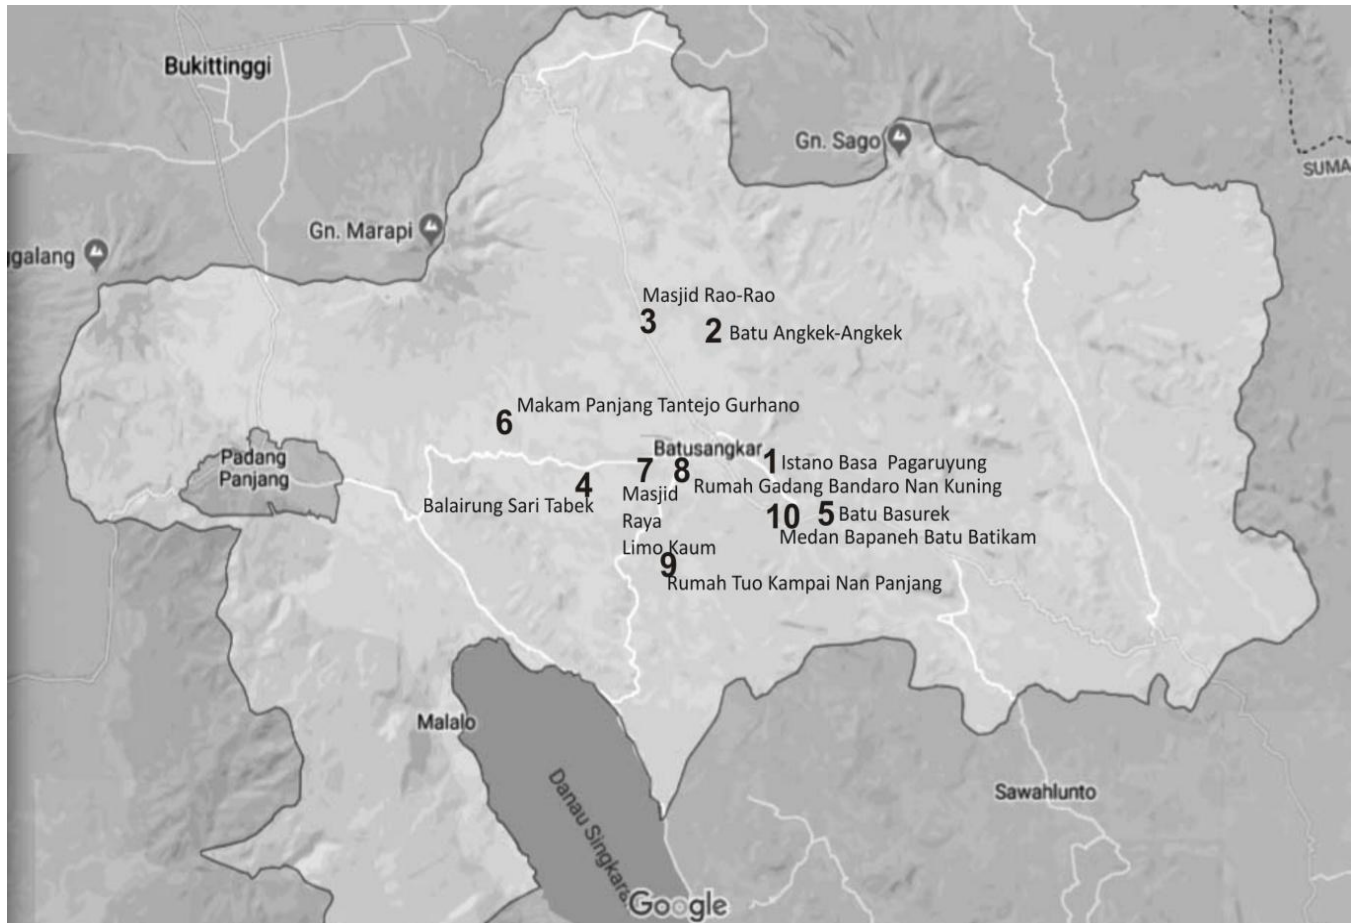 Bukittinggi
Gn. Sago
SUMA
Gn. Marapi
ggalang
Masjid Rao-Rao
3
2 Batu Angkek-Angkek
Makam Panjang Tantejo Gurhano
6
Padang
Panjang
Batusangkar
7
8
1 Istano Basa Pagaruyung
Rumah Gadang Bandaro Nan Kuning
4
Balairung Sari Tabek
Masjid
Raya
Limo Kaum
10
5 Batu Basurek
Medan Bapaneh Batu Batikam
9
Rumah Tuo Kampai Nan Panjang
Malalo
Danau Singkara
Sawahlunto
Google